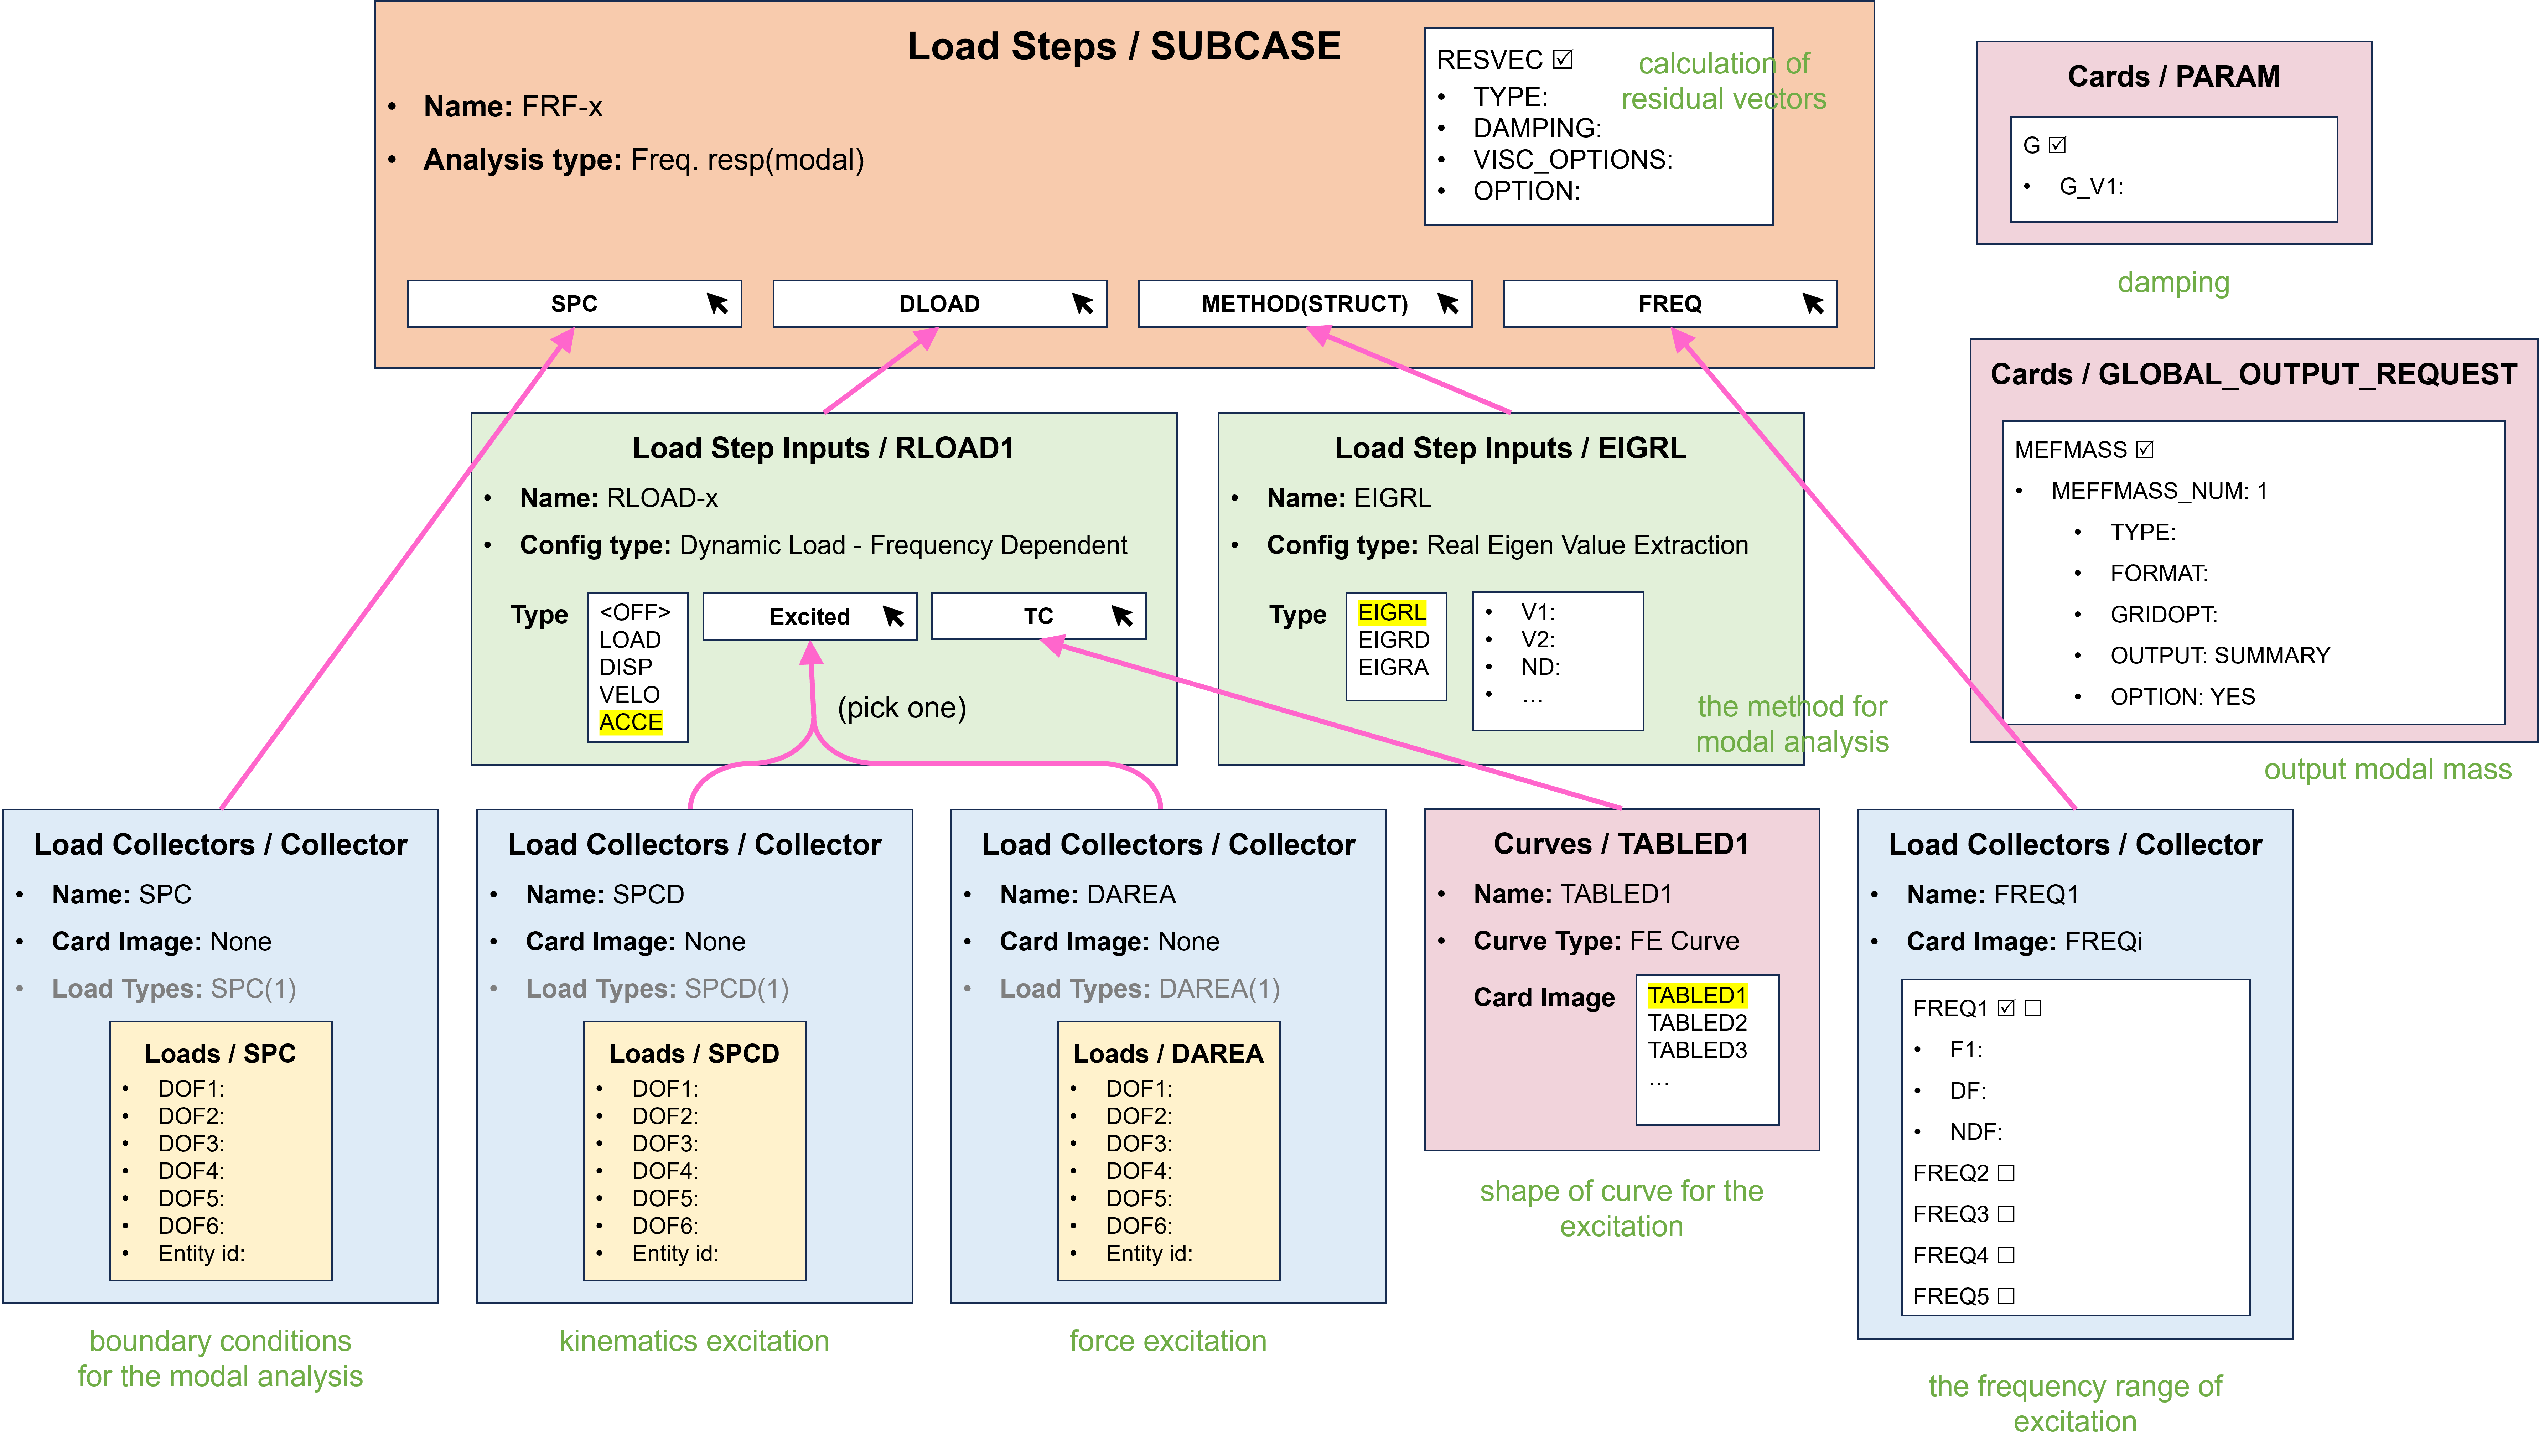 Load Steps / SUBCASE
• Name: FRF-x
• Analysis type: Freq. resp(modal)
RESVEC ☑
• TYPE:
• DAMPING:
• VISC_OPTIONS:
• OPTION:
calculation of
residual vectors
SPC
DLOAD
METHOD(STRUCT)
FREQ
Cards / PARAM
G ☑
• G_V1:
damping
Cards / GLOBAL_OUTPUT_REQUEST
MEFMASS ☑
• MEFFMASS_NUM: 1
• TYPE:
• FORMAT:
• GRIDOPT:
• OUTPUT: SUMMARY
• OPTION: YES
output modal mass
Load Step Inputs / RLOAD1
• Name: RLOAD-x
• Config type: Dynamic Load - Frequency Dependent
Type
<OFF>
LOAD
DISP
VELO
ACCE
Excited
TC
(pick one)
Load Step Inputs / EIGRL
• Name: EIGRL
• Config type: Real Eigen Value Extraction
Type
EIGRL
EIGRD
EIGRA
• V1:
• V2:
• ND:
• …
the method for
modal analysis
Load Collectors / Collector
• Name: SPC
• Card Image: None
• Load Types: SPC(1)
Loads / SPC
• DOF1:
• DOF2:
• DOF3:
• DOF4:
• DOF5:
• DOF6:
• Entity id:
boundary conditions
for the modal analysis
Load Collectors / Collector
• Name: SPCD
• Card Image: None
• Load Types: SPCD(1)
Loads / SPCD
• DOF1:
• DOF2:
• DOF3:
• DOF4:
• DOF5:
• DOF6:
• Entity id:
kinematics excitation
Load Collectors / Collector
• Name: DAREA
• Card Image: None
• Load Types: DAREA(1)
Loads / DAREA
• DOF1:
• DOF2:
• DOF3:
• DOF4:
• DOF5:
• DOF6:
• Entity id:
force excitation
Curves / TABLED1
• Name: TABLED1
• Curve Type: FE Curve
Card Image
TABLED1
TABLED2
TABLED3
…
shape of curve for the
excitation
Load Collectors / Collector
• Name: FREQ1
• Card Image: FREQi
FREQ1 ☑ ☐
• F1:
• DF:
• NDF:
FREQ2 ☐
FREQ3 ☐
FREQ4 ☐
FREQ5 ☐
the frequency range of
excitation